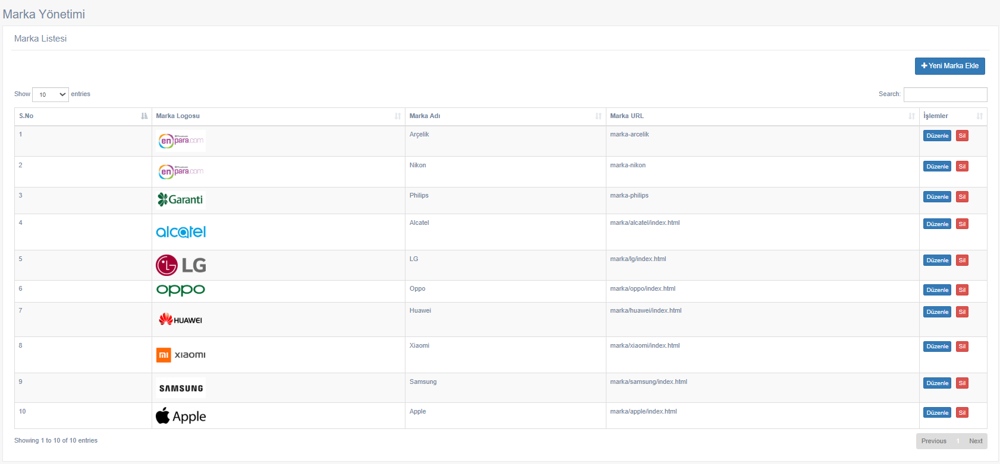 Marka Yönetimi
Marka Listesi
Yeni Marka Ekle
Show 10 entries Search:
S.No Marka Logosu Marka Adı Marka URL İşlemler
1 enpara.com Arçelik marka-arcelik Düzenle Sil
2 enpara.com Nikon marka-nikon Düzenle Sil
3 Garanti Philips marka-philips Düzenle Sil
4 alcatel Alcatel marka/alcatel/index.html Düzenle Sil
5 LG LG marka/lg/index.html Düzenle Sil
6 oppo Oppo marka/oppo/index.html Düzenle Sil
7 HUAWEI Huawei marka/huawei/index.html Düzenle Sil
8 mi xiaomi Xiaomi marka/xiaomi/index.html Düzenle Sil
9 SAMSUNG Samsung marka/samsung/index.html Düzenle Sil
10 Apple Apple marka/apple/index.html Düzenle Sil
Showing 1 to 10 of 10 entries Previous 1 Next